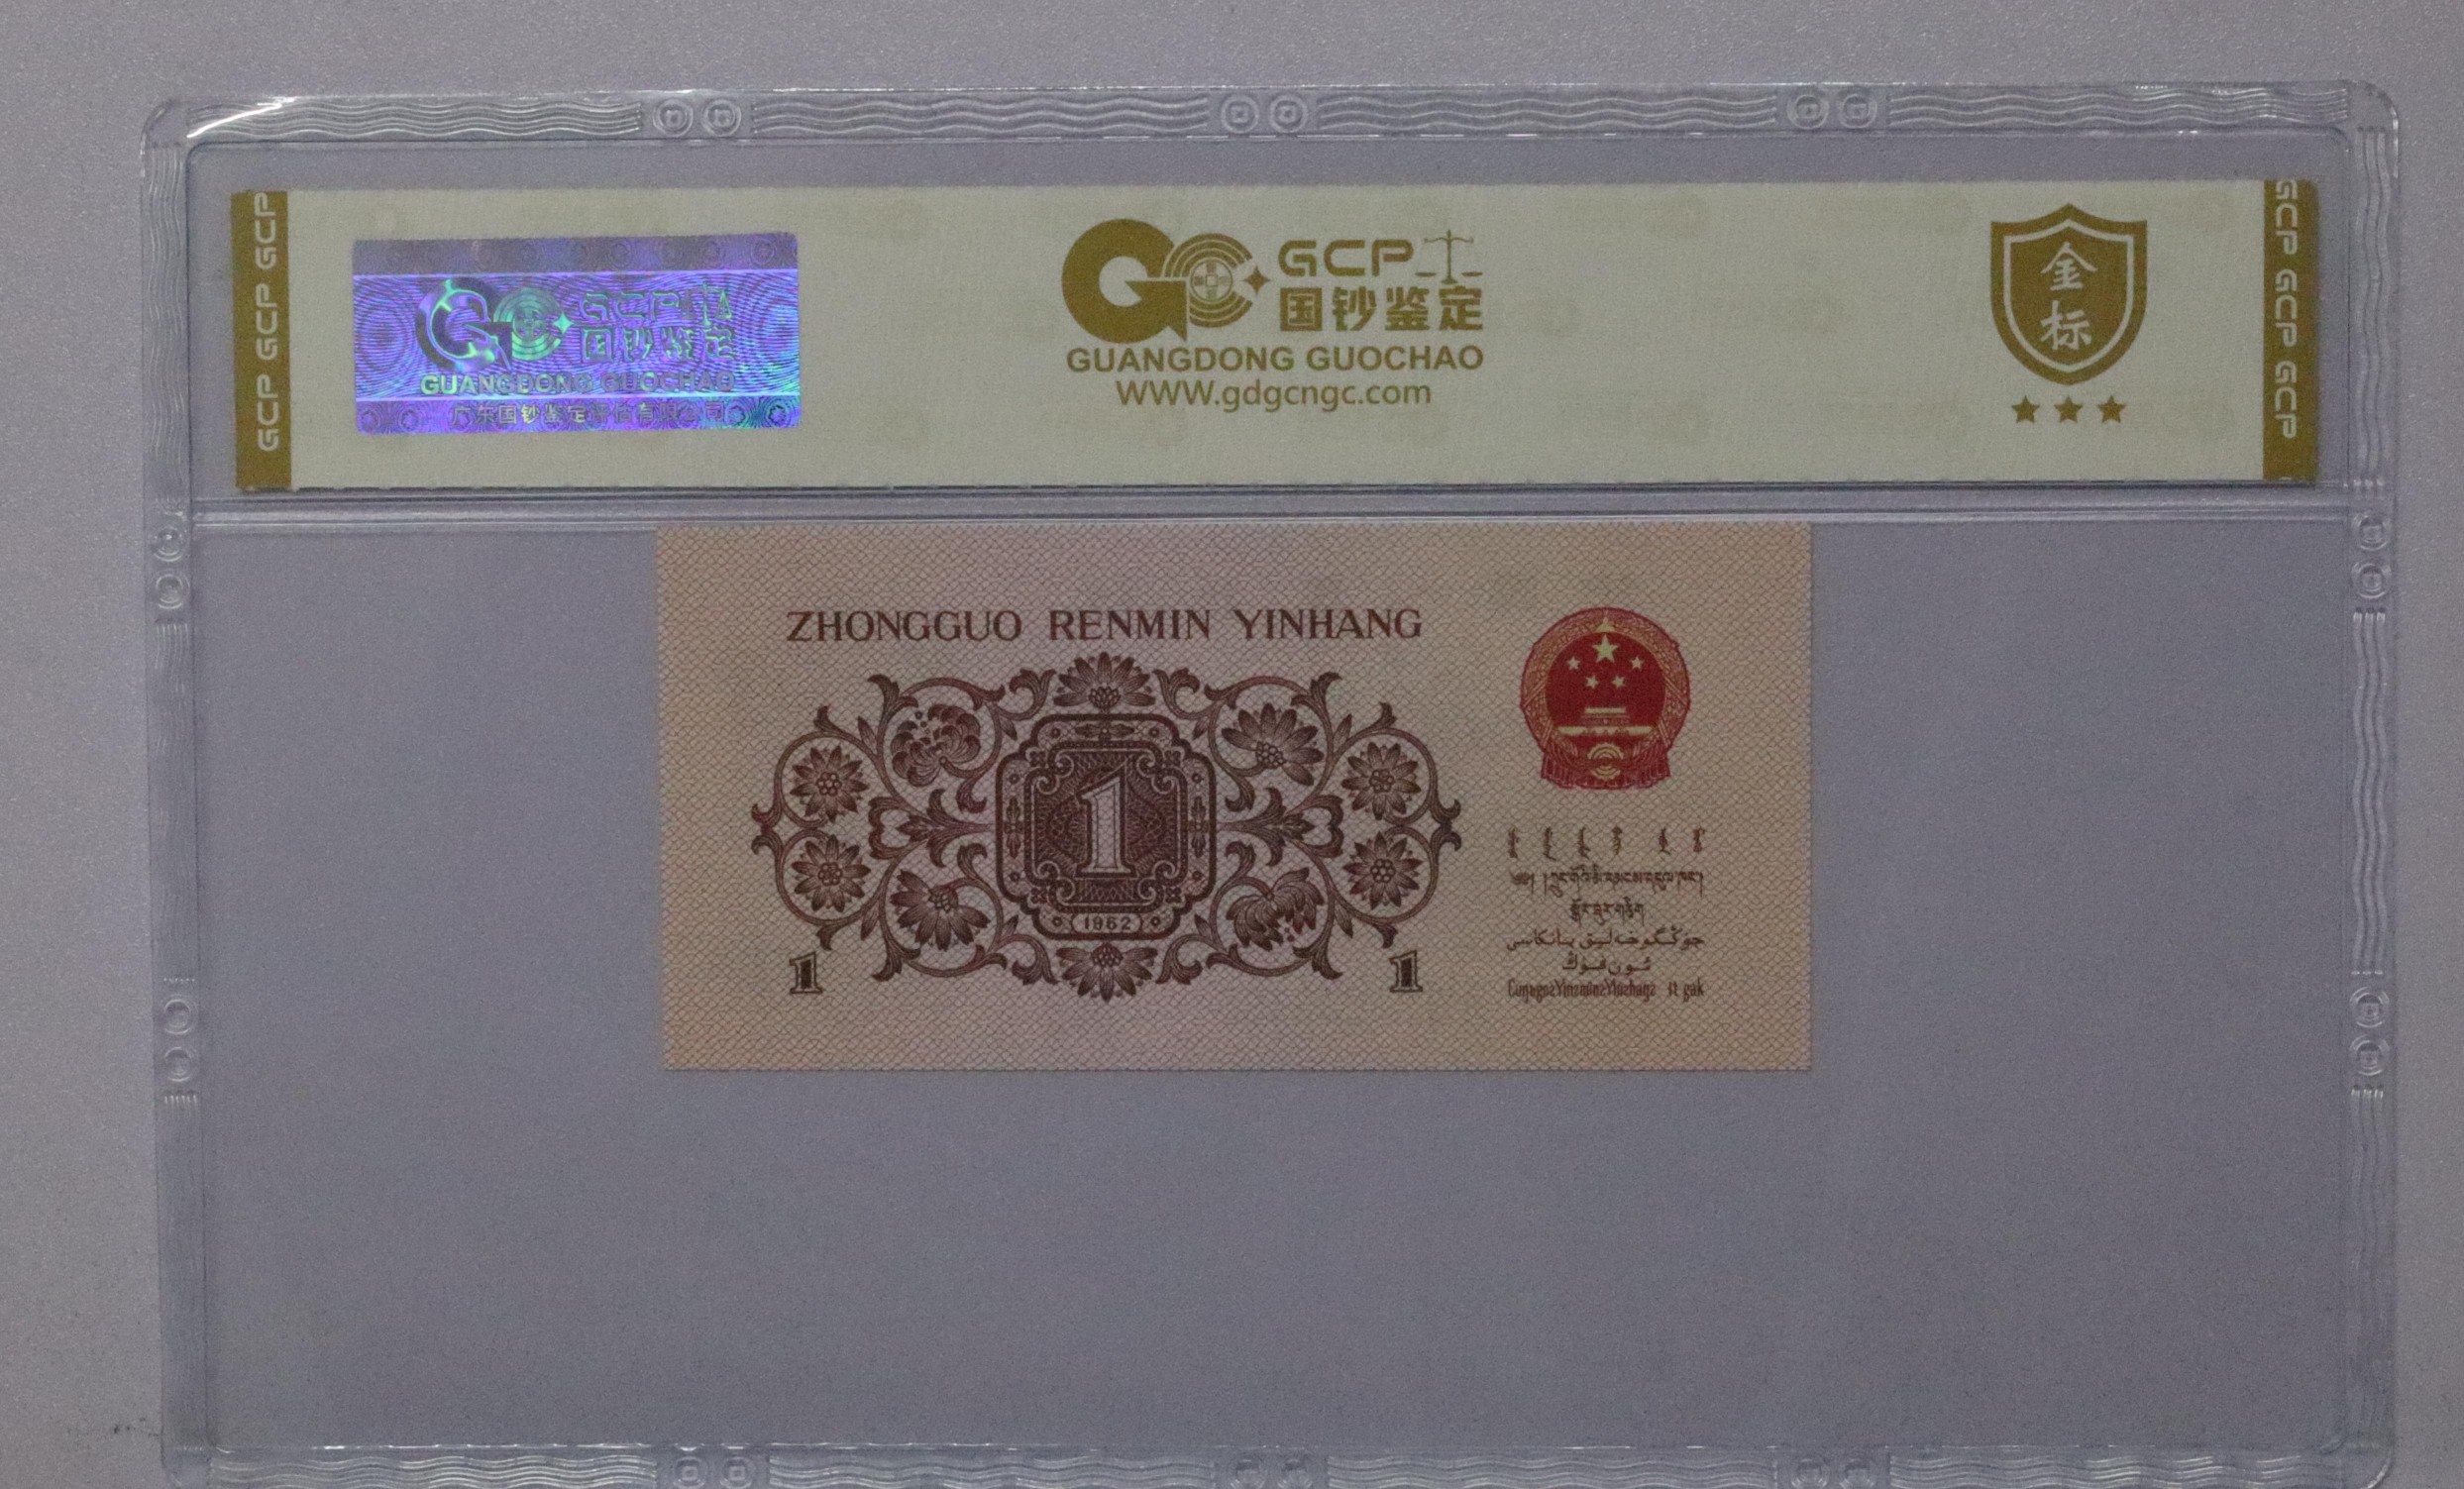 GCP GCP GCP
GCP
国钞鉴定
GUANGDONG GUOCHAO
广东国钞鉴定评估有限公司
GCP
国钞鉴定
GUANGDONG GUOCHAO
WWW.gdgcngc.com
金
标
GCP GCP GCP
ZHONGGUO RENMIN YINHANG
1
1962
1
1